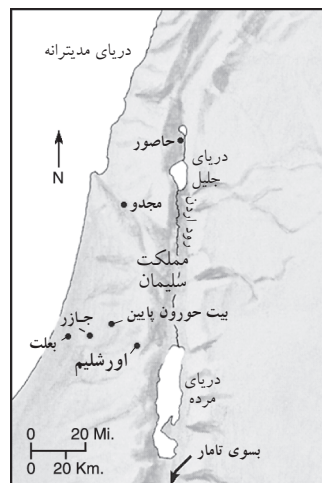 دریای مدیترانه
حاصور
دریای
جلیل
N
مجدو
رود اردن
مملکت
سلیمان
بیت حورون پایین
جازر
بعلت
اورشلیم
دریای
مرده
0 20 Mi.
0 20 Km.
بسوی تامار